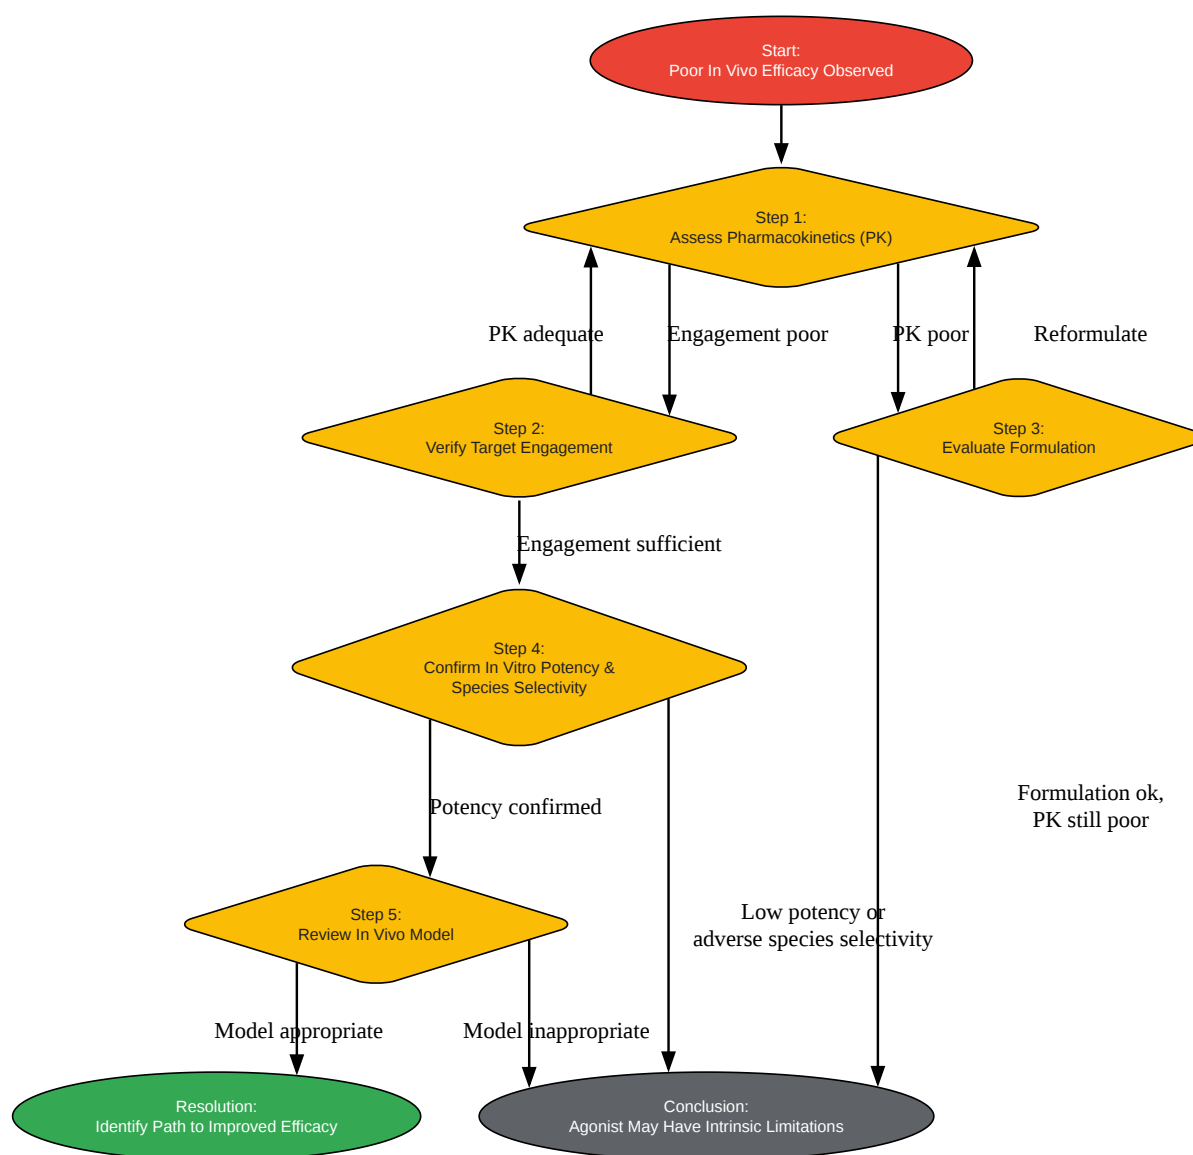 Start:
Poor In Vivo Efficacy Observed
Step 1:
Assess Pharmacokinetics (PK)
PK adequate
Engagement poor
PK poor
Reformulate
Step 2:
Verify Target Engagement
Step 3:
Evaluate Formulation
Engagement sufficient
Step 4:
Confirm In Vitro Potency &
Species Selectivity
Potency confirmed
Formulation ok,
PK still poor
Low potency or
adverse species selectivity
Step 5:
Review In Vivo Model
Model appropriate
Model inappropriate
Resolution:
Identify Path to Improved Efficacy
Conclusion:
Agonist May Have Intrinsic Limitations